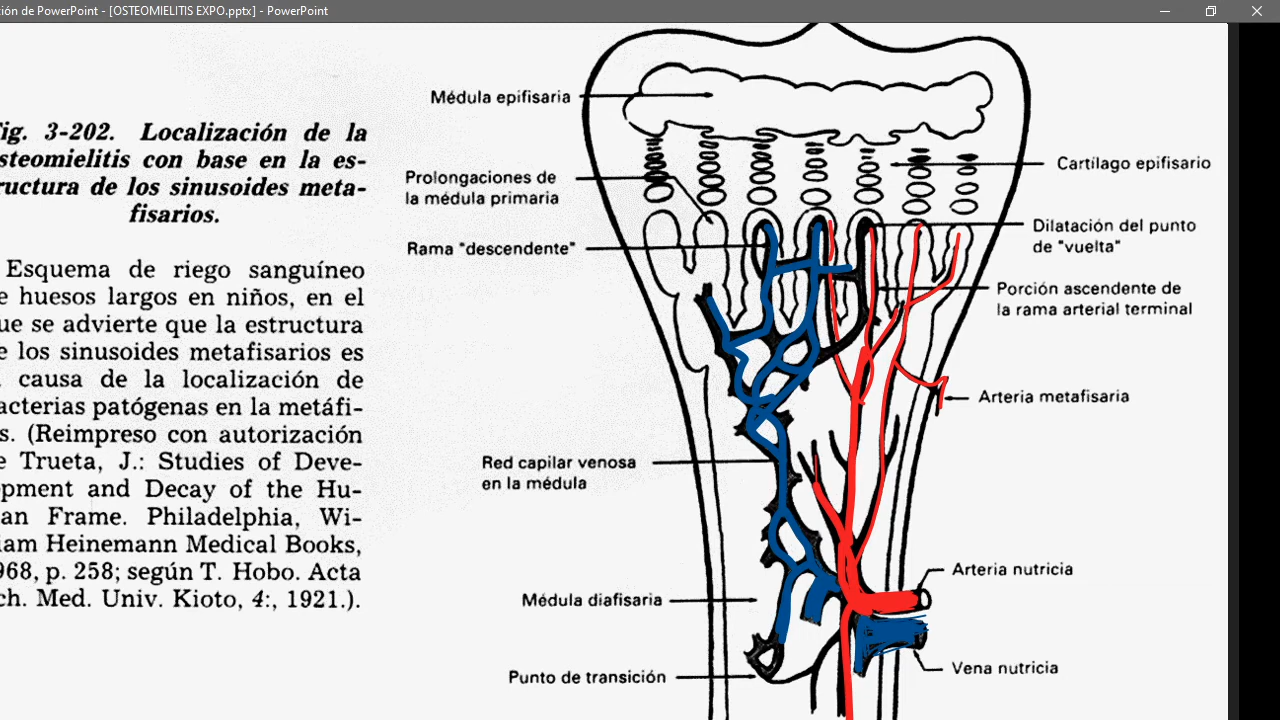 ción de PowerPoint - [OSTEOMIELITIS EXPO.pptx] - PowerPoint
ig. 3-202. Localización de la
steomielitis con base en la es-
ructura de los sinusoides meta-
fisarios.
Esquema de riego sanguíneo
e huesos largos en niños, en el
ue se advierte que la estructura
e los sinusoides metafisarios es
causa de la localización de
acterias patógenas en la metáfi-
s. (Reimpreso con autorización
e Trueta, J.: Studies of Deve-
opment and Decay of the Hu-
an Frame. Philadelphia, Wi-
liam Heinemann Medical Books,
968, p. 258; según T. Hobo. Acta
ch. Med. Univ. Kioto, 4:, 1921.).
Médula epifisaria
Prolongaciones de
la médula primaria
Rama "descendente"
Red capilar venosa
en la médula
Médula diafisaria
Punto de transición
Cartílago epifisario
Dilatación del punto
de "vuelta"
Porción ascendente de
la rama arterial terminal
Arteria metafisaria
Arteria nutricia
Vena nutricia